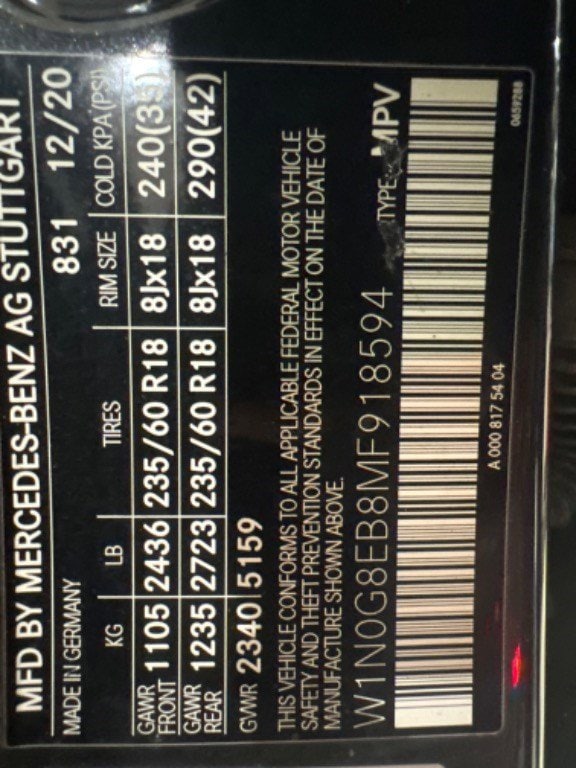 MFD BY MERCEDES-BENZ AG STUTTGART
MADE IN GERMANY 831 12/20
KG LB TIRES RIM SIZE COLD KPA(PSI)
GAWR FRONT 1105 2436 235/60 R18 8Jx18 240(35)
GAWR REAR 1235 2723 235/60 R18 8Jx18 290(42)
GVWR 2340 5159
THIS VEHICLE CONFORMS TO ALL APPLICABLE FEDERAL MOTOR VEHICLE
SAFETY AND THEFT PREVENTION STANDARDS IN EFFECT ON THE DATE OF
MANUFACTURE SHOWN ABOVE.
W1N0G8EB8MF918594 TYPE: MPV
A 000 817 54 04 0659288